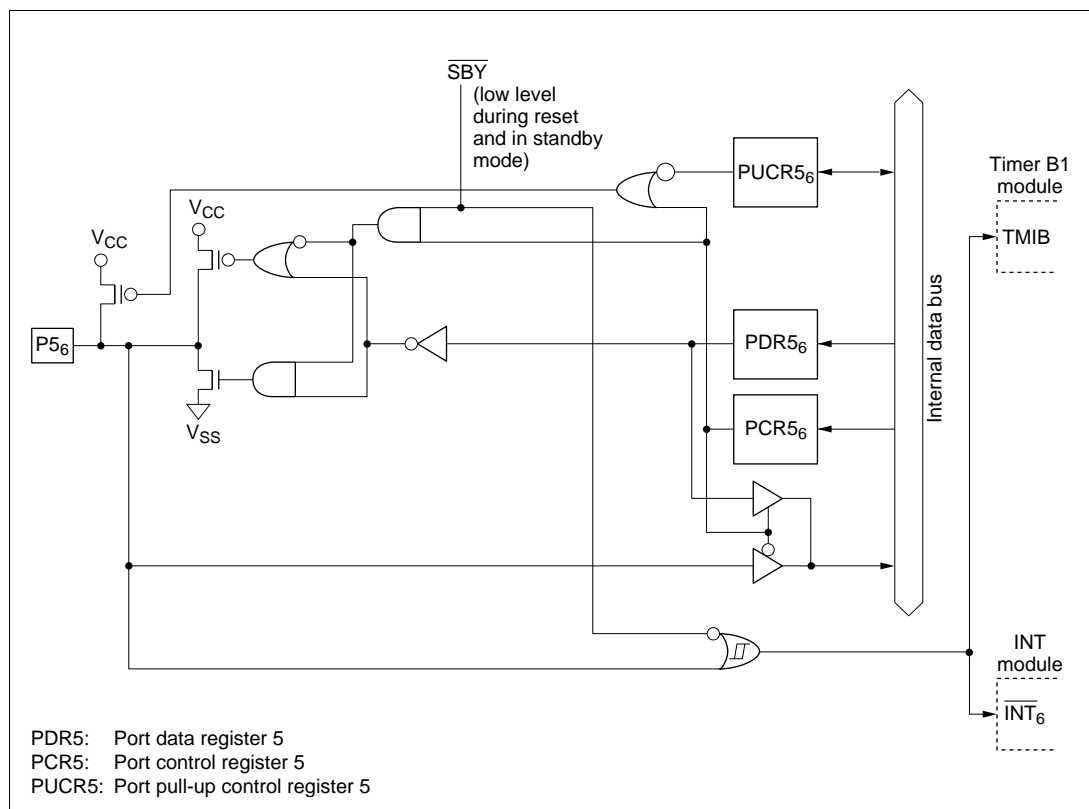 SBY
(low level
during reset
and in standby
mode)
PUCR5₆
Timer B1
module
TMIB
VCC
VCC
P5₆
PDR5₆
PCR5₆
VSS
Internal data bus
INT
module
INT₆
PDR5: Port data register 5
PCR5: Port control register 5
PUCR5: Port pull-up control register 5